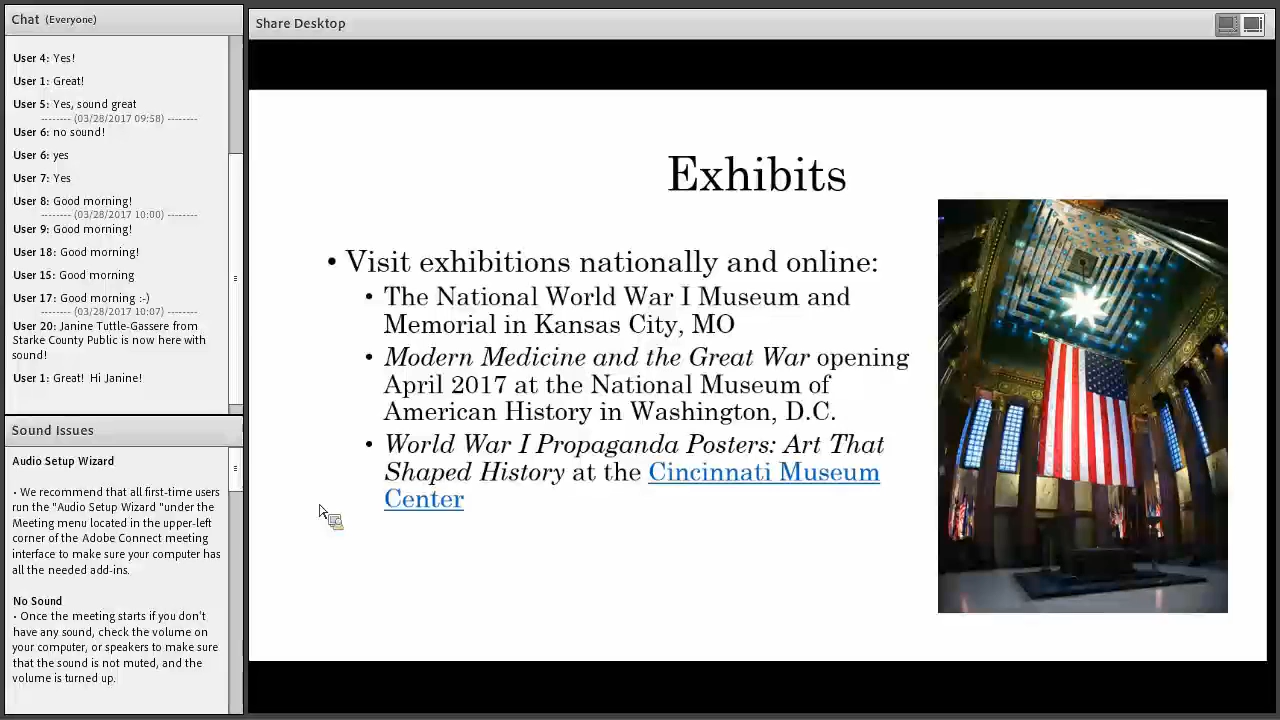 Chat (Everyone)
User 4: Yes!
User 1: Great!
User 5: Yes, sound great
-------- (03/28/2017 09:58) --------
User 6: no sound!
User 6: yes
User 7: Yes
User 8: Good morning!
-------- (03/28/2017 10:00) --------
User 9: Good morning!
User 18: Good morning!
User 15: Good morning
User 17: Good morning :-)
-------- (03/28/2017 10:07) --------
User 20: Janine Tuttle-Gassere from
Starke County Public is now here with
sound!
User 1: Great!  Hi Janine!
Sound Issues
Audio Setup Wizard
• We recommend that all first-time users
run the "Audio Setup Wizard "under the
Meeting menu located in the upper-left
corner of the Adobe Connect meeting
interface to make sure your computer has
all the needed add-ins.
No Sound
• Once the meeting starts if you don't
have any sound, check the volume on
your computer, or speakers to make sure
that the sound is not muted, and the
volume is turned up.
Share Desktop
Exhibits
• Visit exhibitions nationally and online:
• The National World War I Museum and
Memorial in Kansas City, MO
• Modern Medicine and the Great War opening
April 2017 at the National Museum of
American History in Washington, D.C.
• World War I Propaganda Posters: Art That
Shaped History at the Cincinnati Museum
Center